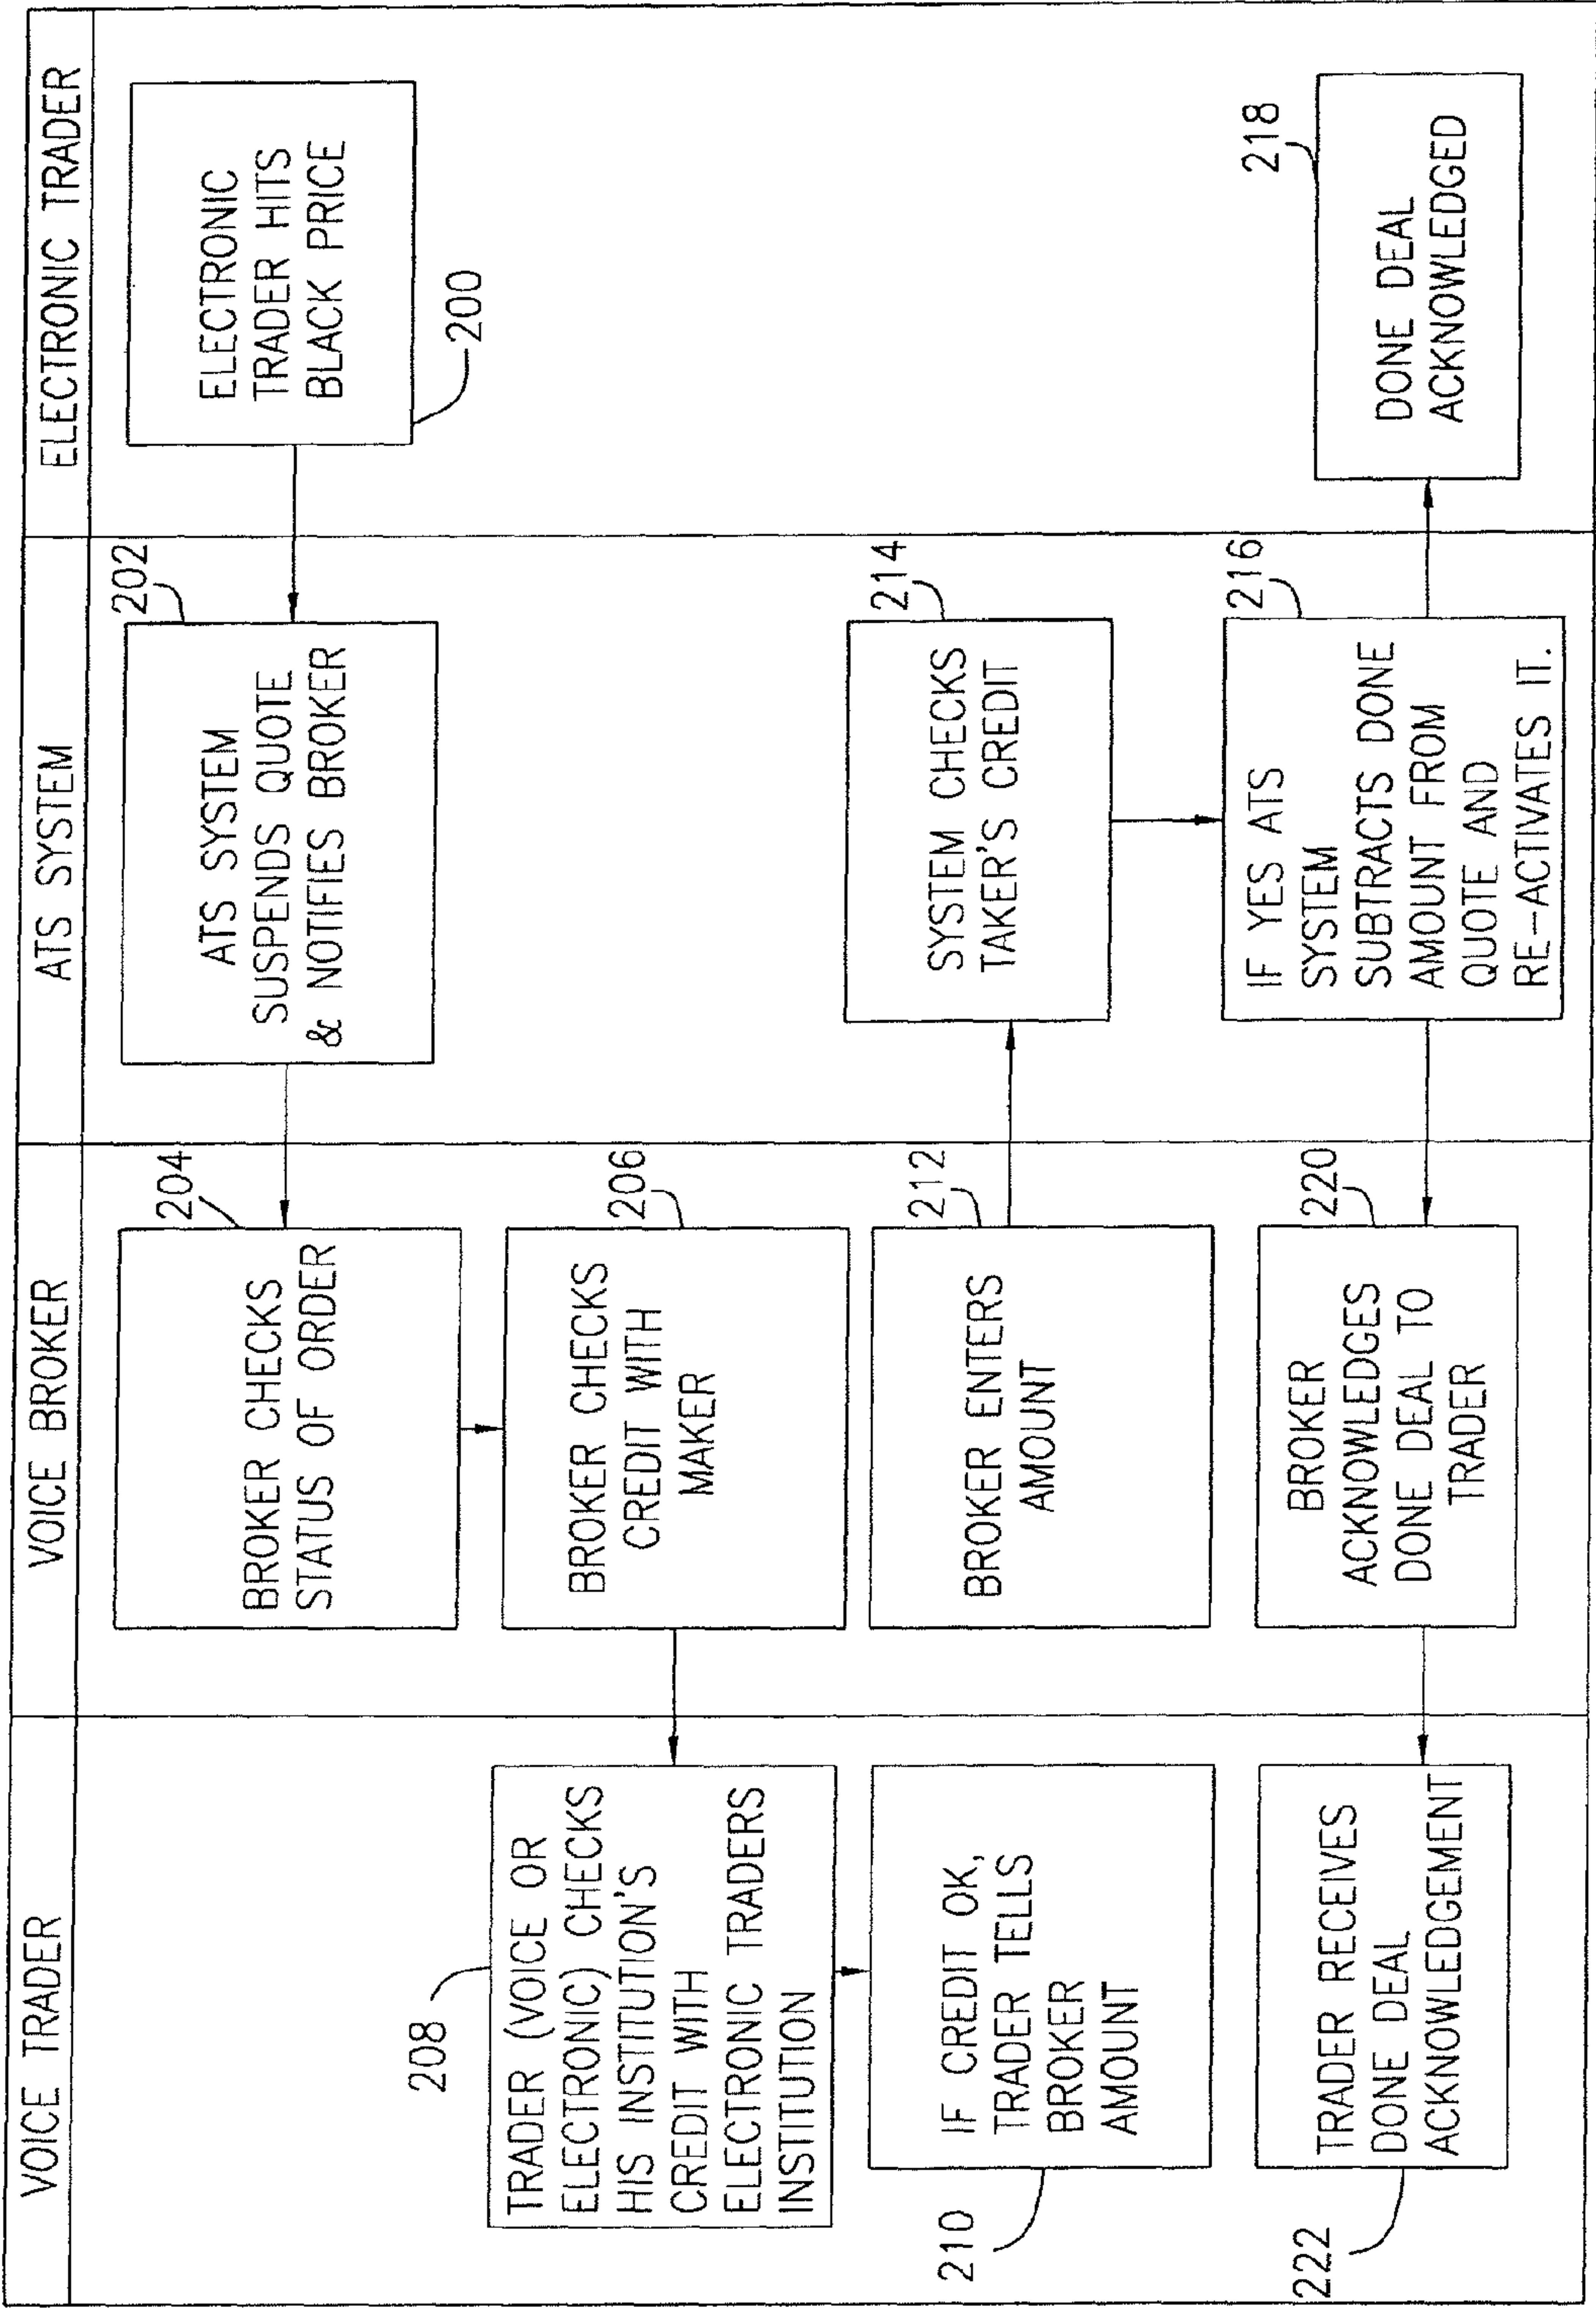 VOICE TRADER
VOICE BROKER
ATS SYSTEM
ELECTRONIC TRADER
ELECTRONIC
TRADER HITS
BLACK PRICE
200
202
ATS SYSTEM
SUSPENDS QUOTE
& NOTIFIES BROKER
204
BROKER CHECKS
STATUS OF ORDER
206
BROKER CHECKS
CREDIT WITH
MAKER
208
TRADER (VOICE OR
ELECTRONIC) CHECKS
HIS INSTITUTION'S
CREDIT WITH
ELECTRONIC TRADERS
INSTITUTION
210
IF CREDIT OK,
TRADER TELLS
BROKER
AMOUNT
212
BROKER ENTERS
AMOUNT
214
SYSTEM CHECKS
TAKER'S CREDIT
216
IF YES ATS
SYSTEM
SUBTRACTS DONE
AMOUNT FROM
QUOTE AND
RE-ACTIVATES IT.
218
DONE DEAL
ACKNOWLEDGED
220
BROKER
ACKNOWLEDGES
DONE DEAL TO
TRADER
222
TRADER RECEIVES
DONE DEAL
ACKNOWLEDGEMENT